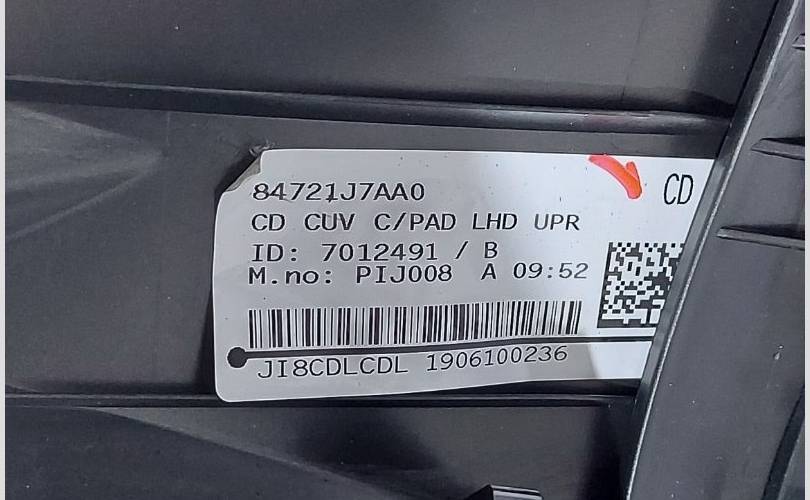 84721J7AA0
CD
CD CUV C/PAD LHD UPR
ID: 7012491 / B
M.no: PIJ008 A 09:52
JI8CDLCDL 1906100236